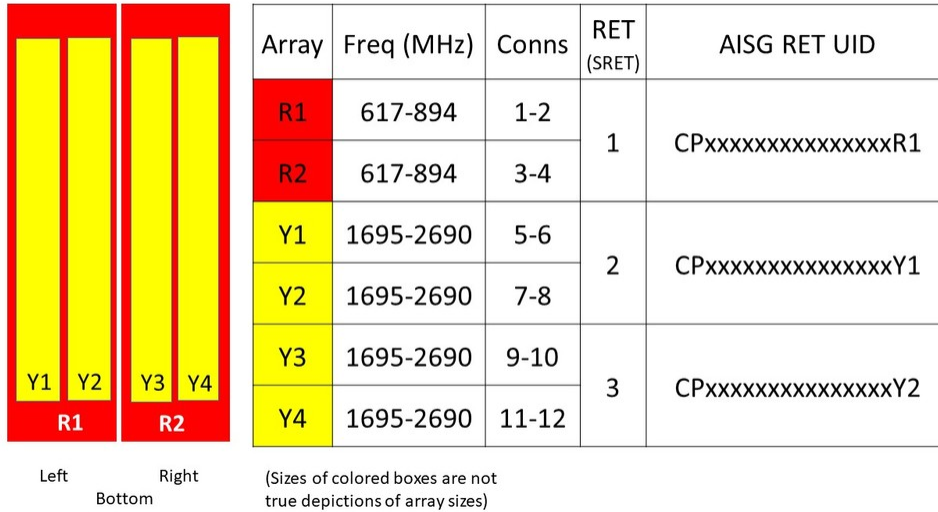 Y1 Y2 Y3 Y4
R1 R2
Left Right
Bottom
Array Freq (MHz) Conns RET (SRET) AISG RET UID
R1 617-894 1-2 1 CPxxxxxxxxxxxxxxxR1
R2 617-894 3-4
Y1 1695-2690 5-6 2 CPxxxxxxxxxxxxxxxY1
Y2 1695-2690 7-8
Y3 1695-2690 9-10 3 CPxxxxxxxxxxxxxxxY2
Y4 1695-2690 11-12
(Sizes of colored boxes are not
true depictions of array sizes)